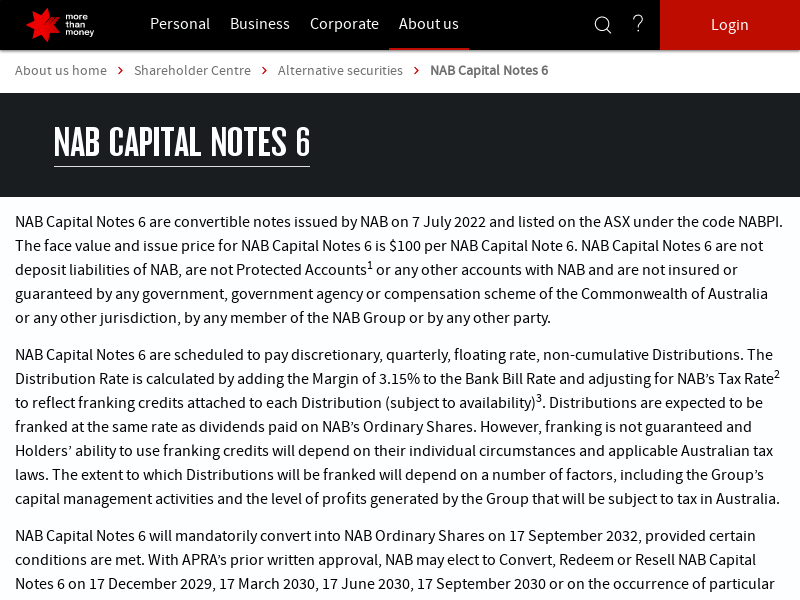 more
than
money
Personal Business Corporate About us ? Login
About us home > Shareholder Centre > Alternative securities > NAB Capital Notes 6
NAB CAPITAL NOTES 6
NAB Capital Notes 6 are convertible notes issued by NAB on 7 July 2022 and listed on the ASX under the code NABPI.
The face value and issue price for NAB Capital Notes 6 is $100 per NAB Capital Note 6. NAB Capital Notes 6 are not
deposit liabilities of NAB, are not Protected Accounts1 or any other accounts with NAB and are not insured or
guaranteed by any government, government agency or compensation scheme of the Commonwealth of Australia
or any other jurisdiction, by any member of the NAB Group or by any other party.
NAB Capital Notes 6 are scheduled to pay discretionary, quarterly, floating rate, non-cumulative Distributions. The
Distribution Rate is calculated by adding the Margin of 3.15% to the Bank Bill Rate and adjusting for NAB’s Tax Rate2
to reflect franking credits attached to each Distribution (subject to availability)3. Distributions are expected to be
franked at the same rate as dividends paid on NAB’s Ordinary Shares. However, franking is not guaranteed and
Holders’ ability to use franking credits will depend on their individual circumstances and applicable Australian tax
laws. The extent to which Distributions will be franked will depend on a number of factors, including the Group’s
capital management activities and the level of profits generated by the Group that will be subject to tax in Australia.
NAB Capital Notes 6 will mandatorily convert into NAB Ordinary Shares on 17 September 2032, provided certain
conditions are met. With APRA’s prior written approval, NAB may elect to Convert, Redeem or Resell NAB Capital
Notes 6 on 17 December 2029, 17 March 2030, 17 June 2030, 17 September 2030 or on the occurrence of particular